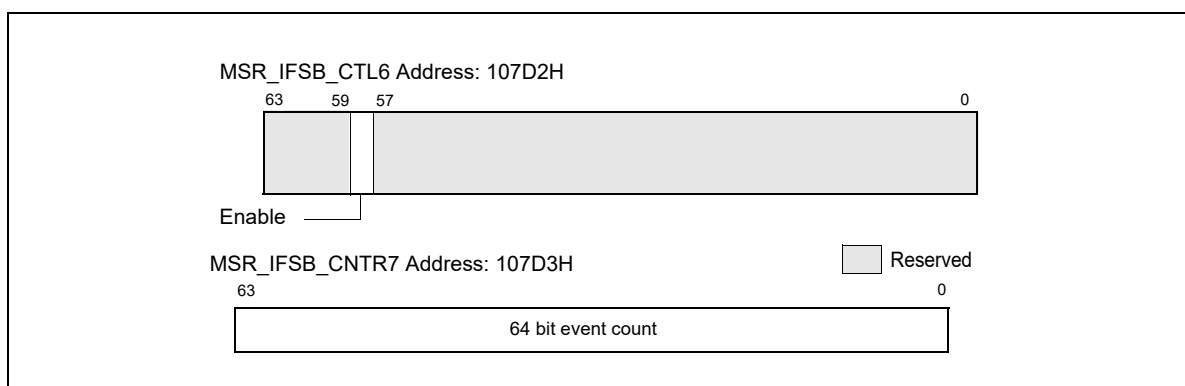 MSR_IFSB_CTL6 Address: 107D2H
63 59 57 0
Enable
MSR_IFSB_CNTR7 Address: 107D3H
Reserved
63 0
64 bit event count